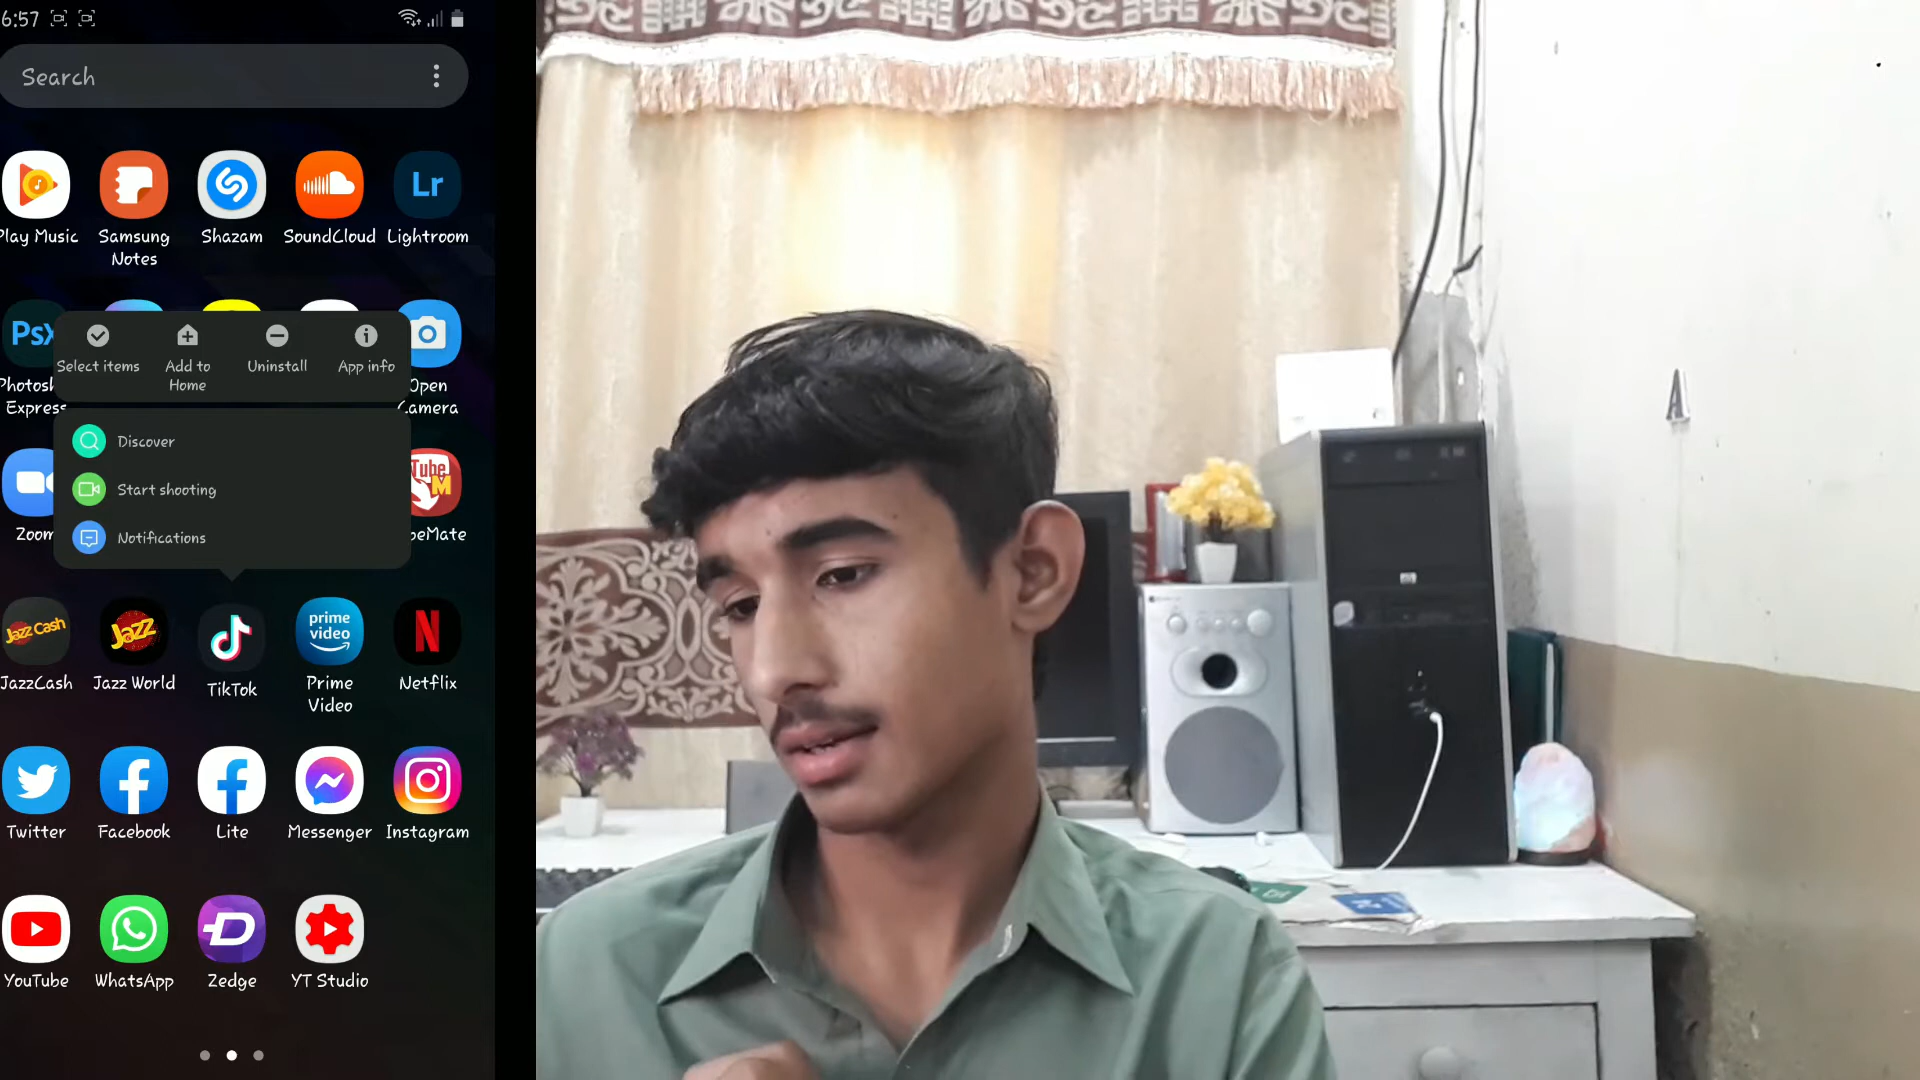 6:57
Search
Lr
Play Music
Samsung
Notes
Shazam
SoundCloud
Lightroom
PsX
Select items
Add to
Home
Uninstall
App info
Express
Open
Camera
Discover
Start shooting
Notifications
Tube
M
Zoom
Jazz Cash
Jazz
prime
video
N
JazzCash
Jazz World
TikTok
Prime
Video
Netflix
Twitter
Facebook
Lite
Messenger
Instagram
YouTube
WhatsApp
Zedge
YT Studio
A
hp